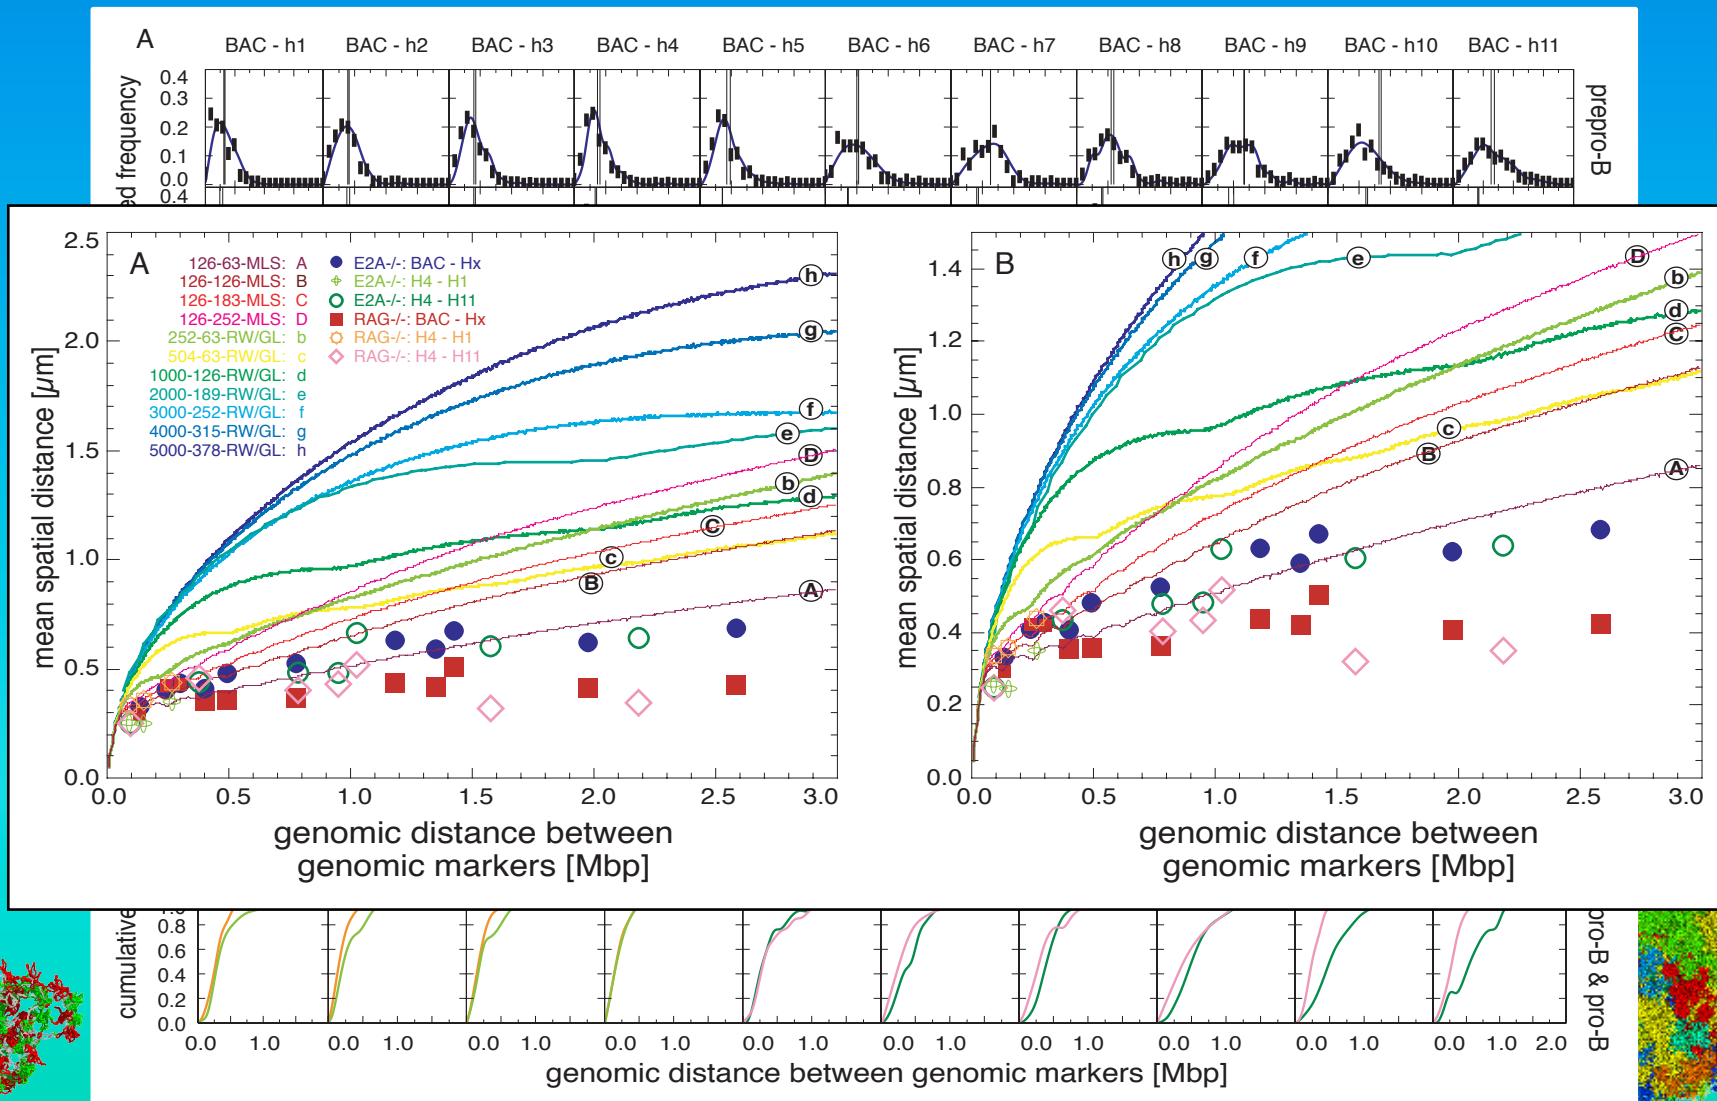 A
BAC - h1 BAC - h2 BAC - h3 BAC - h4 BAC - h5 BAC - h6 BAC - h7 BAC - h8 BAC - h9 BAC - h10 BAC - h11
0.4
0.3
0.2
0.1
0.0
0.4
frequency
prepro-B
A
2.5
2.0
1.5
1.0
0.5
0.0
mean spatial distance [µm]
126-63-MLS: A
126-126-MLS: B
126-183-MLS: C
126-252-MLS: D
252-63-RW/GL: b
504-63-RW/GL: c
1000-126-RW/GL: d
2000-189-RW/GL: e
3000-252-RW/GL: f
4000-315-RW/GL: g
5000-378-RW/GL: h
E2A-/-: BAC - Hx
E2A-/-: H4 - H1
E2A-/-: H4 - H11
RAG-/-: BAC - Hx
RAG-/-: H4 - H1
RAG-/-: H4 - H11
h
g
f
e
D
b
d
C
c
B
A
0.0 0.5 1.0 1.5 2.0 2.5 3.0
genomic distance between
genomic markers [Mbp]
B
1.4
1.2
1.0
0.8
0.6
0.4
0.2
0.0
mean spatial distance [µm]
h g f e D
b
d
C
c
B
A
0.0 0.5 1.0 1.5 2.0 2.5 3.0
genomic distance between
genomic markers [Mbp]
cumulative
0.8
0.6
0.4
0.2
0.0
pro-B & pro-B
0.0 1.0 0.0 1.0 0.0 1.0 0.0 1.0 0.0 1.0 0.0 1.0 0.0 1.0 0.0 1.0 0.0 1.0 0.0 1.0 2.0
genomic distance between genomic markers [Mbp]